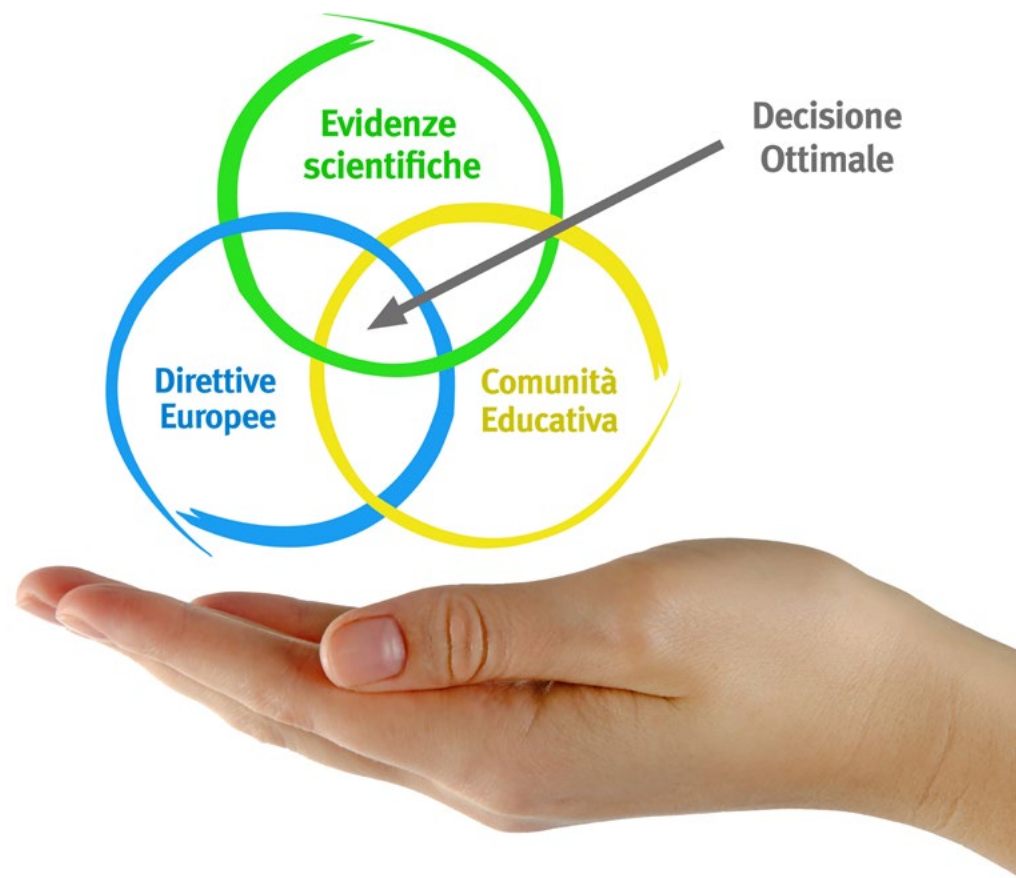 Evidenze
scientifiche
Decisione
Ottimale
Direttive
Europee
Comunità
Educativa